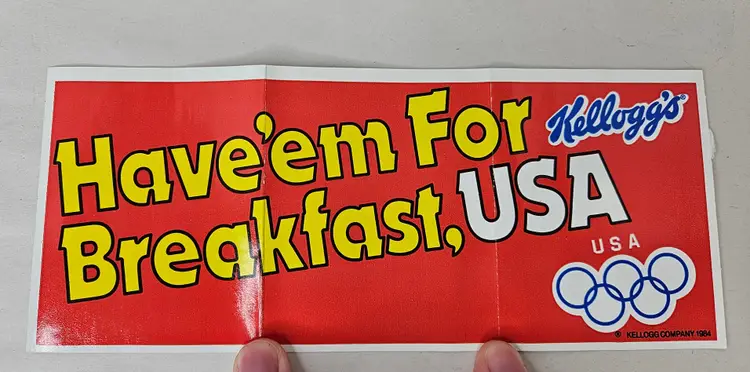 Have'em For
Breakfast, USA
Kellogg's®
USA
® KELLOGG COMPANY 1984